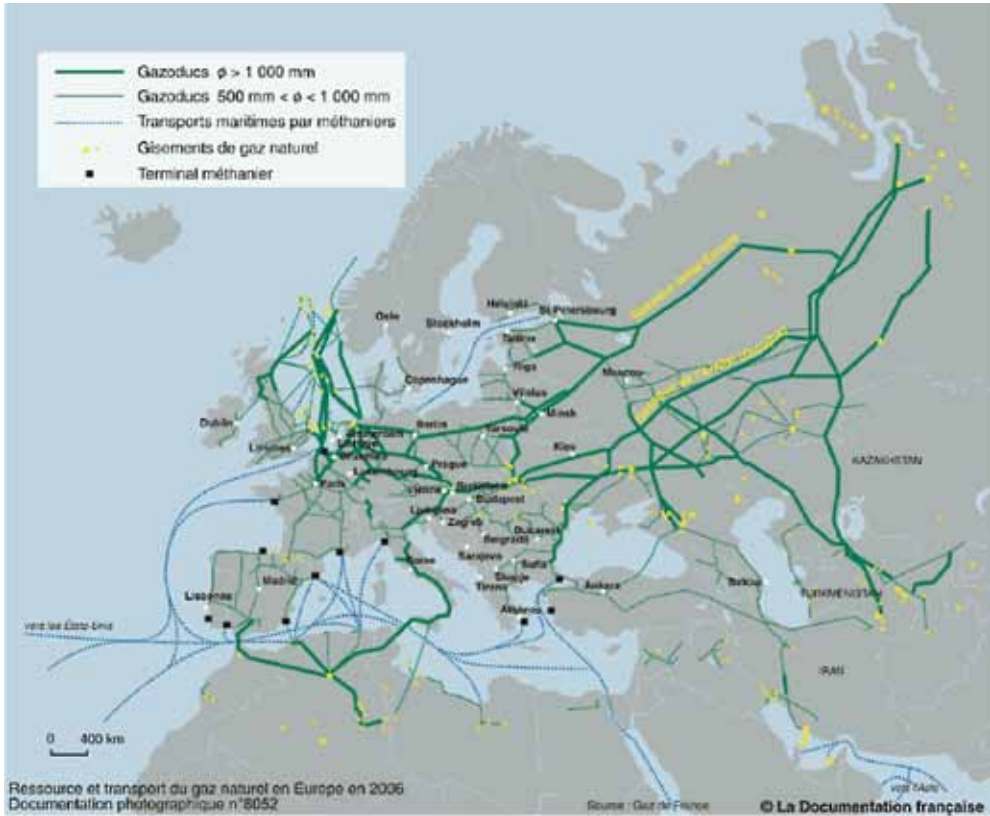 Gazoducs ø > 1 000 mm
Gazoducs 500 mm < ø < 1 000 mm
Transports maritimes par méthaniers
Gisements de gaz naturel
Terminal méthanier
Oslo
Stockholm
Helsinki
St Petersbourg
Tallinn
Riga
Moscou
Copenhague
Vilnius
Minsk
Dublin
Londres
Berlin
Varsovie
Kiev
KAZAKHSTAN
Prague
Luxembourg
Paris
Vienne
Budapest
Ljubljana
Zagreb
Belgrade
Bucarest
Sarajevo
Sofia
Skopje
Tirana
Rome
Madrid
Lisbonne
Ankara
Athènes
Bakou
TURKMÉNISTAN
vers les États-Unis
IRAN
0 400 km
vers l'Asie
Ressource et transport du gaz naturel en Europe en 2006
Documentation photographique n°8052
Source : Gaz de France
© La Documentation française